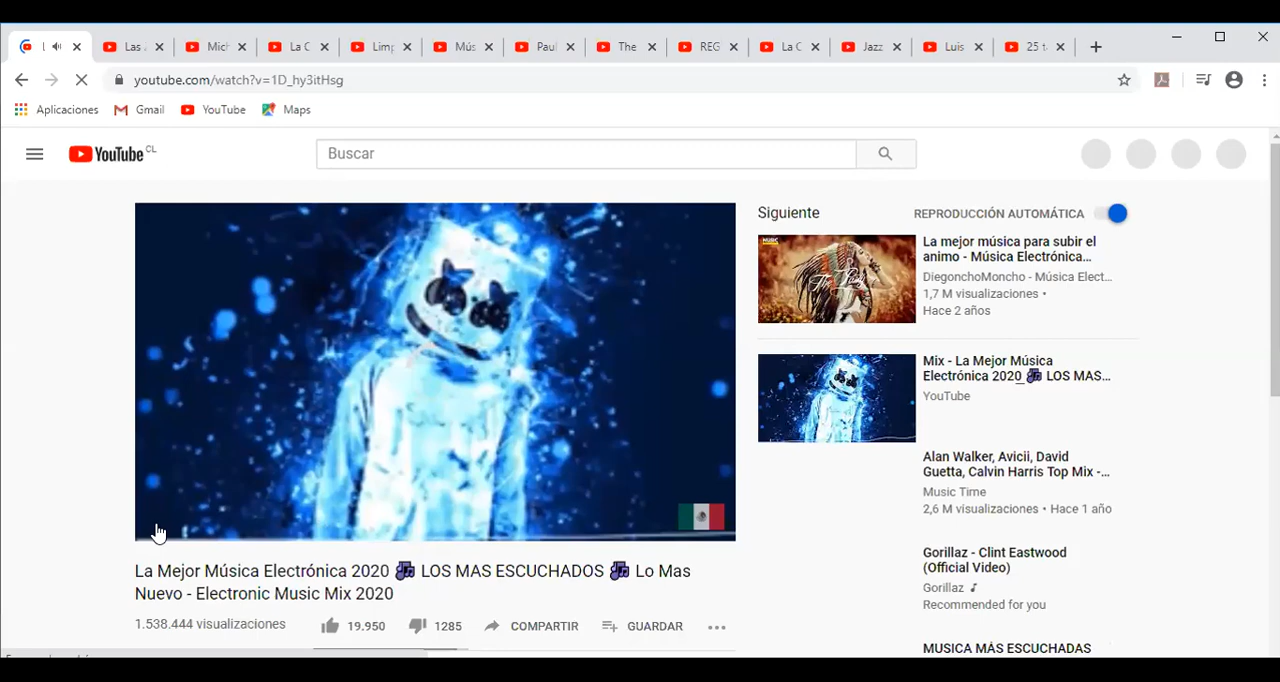 Las
Mich
La C
Limp
Mús
Paul
The
REG
La C
Jazz
Luis
25 t
youtube.com/watch?v=1D_hy3itHsg
Aplicaciones Gmail YouTube Maps
YouTube CL
Buscar
Siguiente REPRODUCCIÓN AUTOMÁTICA
MUSIC
La mejor música para subir el
animo - Música Electrónica...
DiegonchoMoncho - Música Elect...
1,7 M visualizaciones •
Hace 2 años
Mix - La Mejor Música
Electrónica 2020_🎶 LOS MAS...
YouTube
Alan Walker, Avicii, David
Guetta, Calvin Harris Top Mix -...
Music Time
2,6 M visualizaciones • Hace 1 año
Gorillaz - Clint Eastwood
(Official Video)
Gorillaz
Recommended for you
MUSICA MÁS ESCUCHADAS
La Mejor Música Electrónica 2020 🎶 LOS MAS ESCUCHADOS 🎶 Lo Mas
Nuevo - Electronic Music Mix 2020
1.538.444 visualizaciones
19.950 1285 COMPARTIR GUARDAR